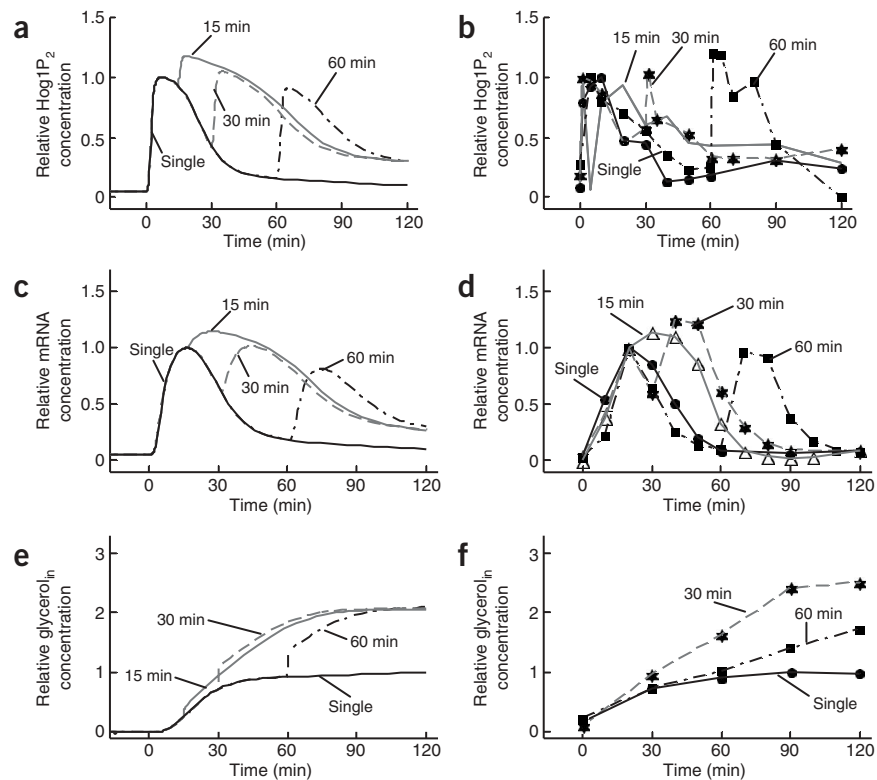 a
1.5
1.0
0.5
0
Relative Hog1P₂
concentration
15 min
60 min
30 min
Single
0 30 60 90 120
Time (min)
b
1.5
1.0
0.5
0
Relative Hog1P₂
concentration
15 min
30 min
60 min
Single
0 30 60 90 120
Time (min)
c
1.5
1.0
0.5
0
Relative mRNA
concentration
15 min
Single
60 min
30 min
0 30 60 90 120
Time (min)
d
1.5
1.0
0.5
0
Relative mRNA
concentration
15 min
30 min
60 min
Single
0 30 60 90 120
Time (min)
e
3
2
1
0
Relative glycerolᵢₙ
concentration
30 min
60 min
15 min
Single
0 30 60 90 120
Time (min)
f
3
2
1
0
Relative glycerolᵢₙ
concentration
30 min
60 min
Single
0 30 60 90 120
Time (min)